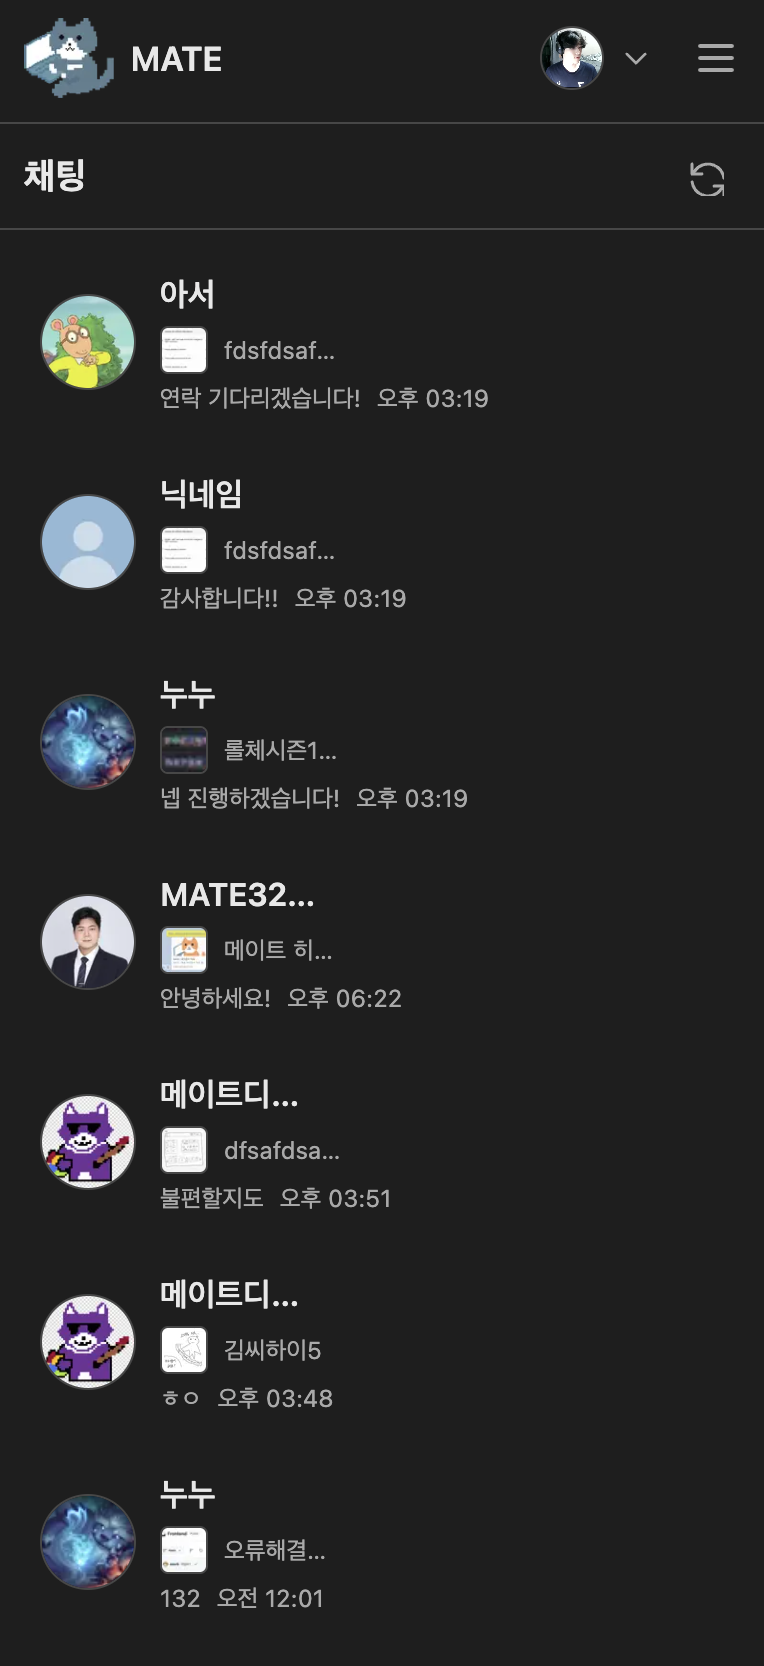 MATE
채팅
아서
fdsfdsaf...
연락 기다리겠습니다! 오후 03:19
닉네임
fdsfdsaf...
감사합니다!! 오후 03:19
누누
롤체시즌1...
넵 진행하겠습니다! 오후 03:19
MATE32...
메이트 히...
안녕하세요! 오후 06:22
메이트디...
dfsafdsa...
불편할지도 오후 03:51
메이트디...
김씨하이5
ㅎㅇ 오후 03:48
누누
Frontend
오류해결...
132 오전 12:01